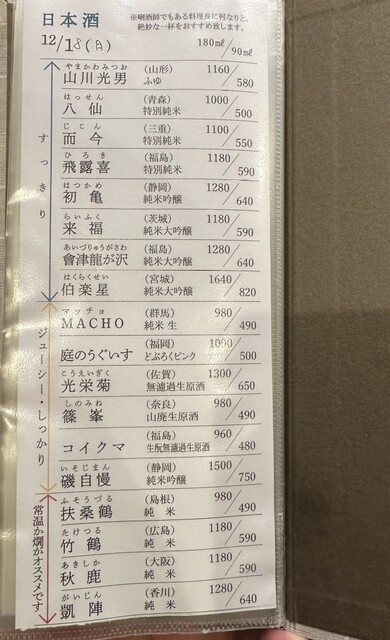 日本酒
※唎酒師でもある料理長に何なりと、
絶妙な一杯をおすすめ致します。
12/18(日)
180㎖/90㎖
すっきり
やまかわみつお
山川光男 (山形) ふゆ 1160/580
はっせん
八仙 (青森) 特別純米 1000/500
じこん
而今 (三重) 特別純米 1100/550
ひろき
飛露喜 (福島) 特別純米 1180/590
はつかめ
初亀 (静岡) 純米吟醸 1280/640
らいふく
来福 (茨城) 純米大吟醸 1180/590
あいづりゅうがさわ
會津龍が沢 (福島) 純米大吟醸 1280/640
はくらくせい
伯楽星 (宮城) 純米大吟醸 1640/820
ジューシー・しっかり
マッチョ
MACHO (群馬) 純米 生 980/490
庭のうぐいす (福岡) どぶろくピンク 1000/500
こうえいぎく
光栄菊 (佐賀) 無濾過生原酒 1300/650
しのみね
篠峯 (奈良) 山廃生原酒 980/490
コイクマ (福島) 生酛無濾過生原酒 960/480
いそじまん
磯自慢 (静岡) 純米吟醸 1500/750
常温か燗がオススメです
ふそうづる
扶桑鶴 (島根) 純米 980/490
たけつる
竹鶴 (広島) 純米 1180/590
あきしか
秋鹿 (大阪) 純米 1180/590
がいじん
凱陣 (香川) 純米 1280/640